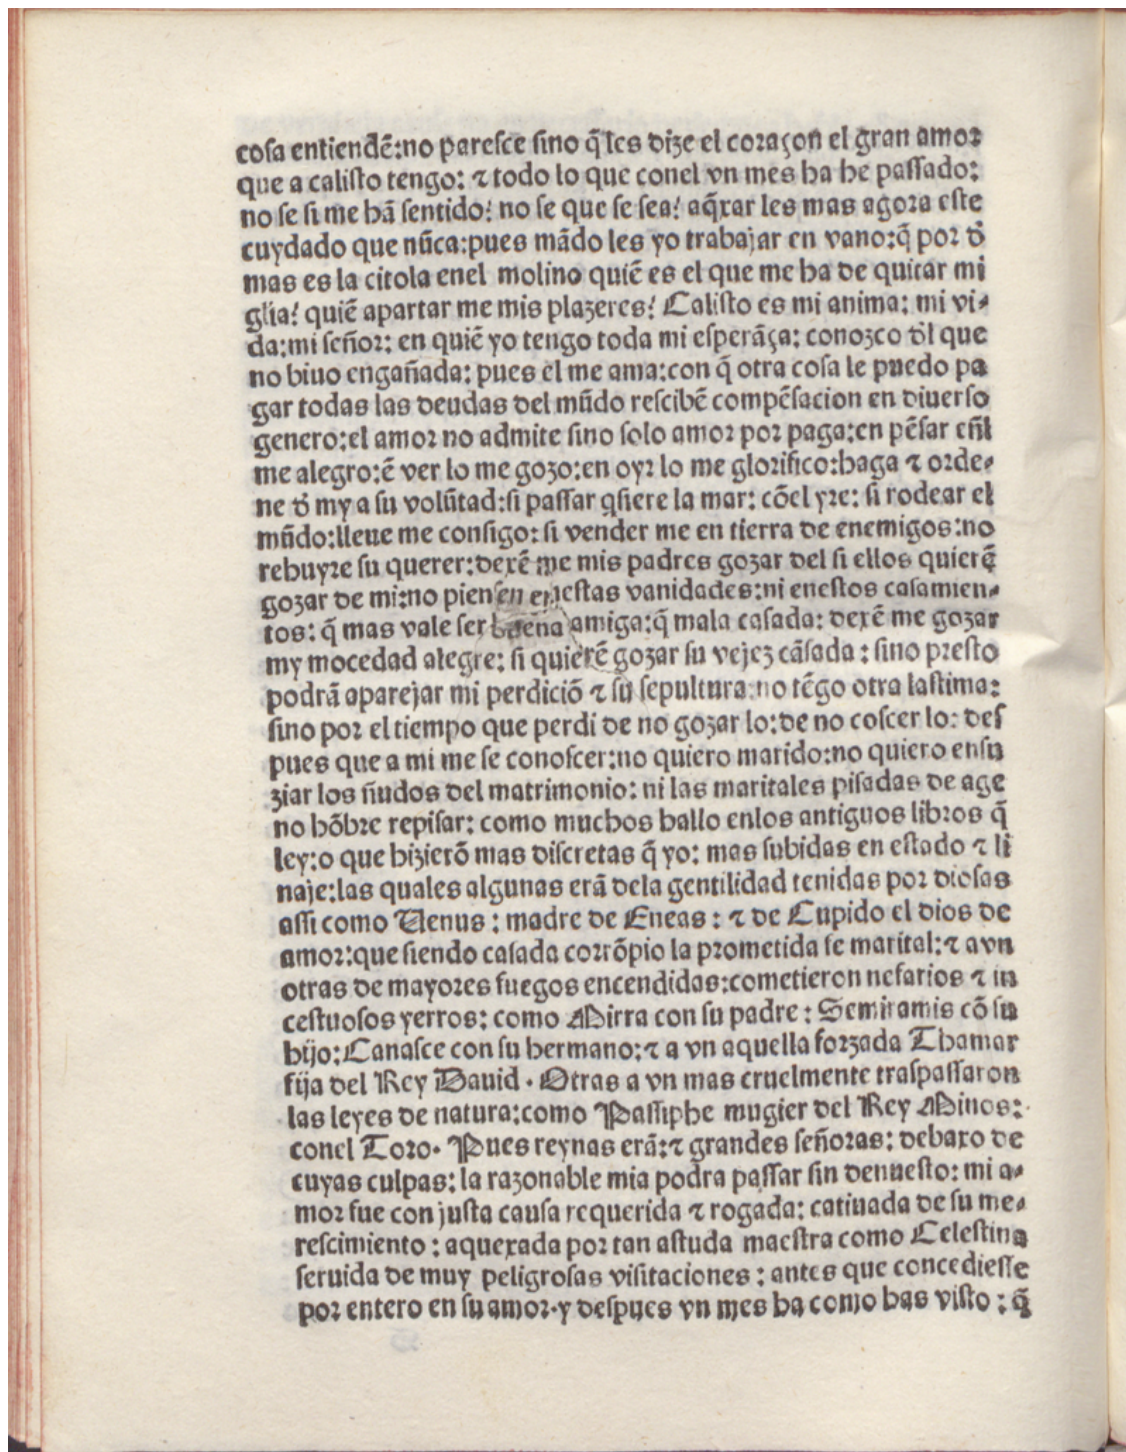 cosa entiendē:no paresce sino q̄ les dize el coraçon el gran amor
que a calisto tengo: ⁊ todo lo que conel vn mes ha he passado:
no se si me hā sentido: no se que se sea: aq̄xar les mas agora este
cuydado que nūca:pues mādo les yo trabajar en vano:q̄ por d̓
mas es la citola enel molino quiē es el que me ha de quitar mi
gl̄ia: quiē apartar me mis plazeres: Calisto es mi anima: mi vi-
da:mi señor: en quiē yo tengo toda mi esperāça: conozco d̓l que
no biuo engañada: pues el me ama:con q̄ otra cosa le puedo pa
gar todas las deudas del mūdo rescibē compēsacion en diuerso
genero:el amor no admite sino solo amor por paga:en pēsar eñl
me alegro:ē ver lo me gozo:en oyr lo me glorifico:haga ⁊ orde-
ne d̓ my a su volūtad:si passar qsiere la mar: cōel yre: si rodear el
mūdo:lleue me consigo: si vender me en tierra de enemigos:no
rebuyre su querer:dexē me mis padres gozar del si ellos quierē
gozar de mi:no piensen enestas vanidades:ni enestos casamien-
tos: q̄ mas vale ser buena amiga:q̄ mala casada: dexē me gozar
my mocedad alegre: si quierē gozar su vejez cāsada: sino presto
podrā aparejar mi perdiciō ⁊ su sepultura:no tēgo otra lastima:
sino por el tiempo que perdi de no gozar lo:de no coscer lo: des
pues que a mi me se conoscer:no quiero marido:no quiero ensu
ziar los ñudos del matrimonio: ni las maritales pisadas de age
no hōbre repisar: como muchos hallo enlos antiguos libros q̄
ley:o que hizierō mas discretas q̄ yo: mas subidas en estado ⁊ li
naje:las quales algunas erā dela gentilidad tenidas por diosas
assi como Venus: madre de Eneas: ⁊ de Cupido el dios de
amor:que siendo casada corrōpio la prometida fe marital:⁊ avn
otras de mayores fuegos encendidas:cometieron nefarios ⁊ in
cestuosos yerros: como Mirra con su padre: Semiramis cō su
hijo:Canasce con su hermano:⁊ a vn aquella forzada Thamar
fija del Rey Dauid . Otras a vn mas cruelmente traspassaron
las leyes de natura:como Passiphe mugier del Rey Minos:
conel Toro. Pues reynas erā:⁊ grandes señoras: debaxo de
cuyas culpas: la razonable mia podra passar sin denuesto: mi a-
mor fue con justa causa requerida ⁊ rogada: catiuada de su me-
rescimiento: aquexada por tan astuda maestra como Celestina
seruida de muy peligrosas visitaciones: antes que concediesse
por entero en su amor.y despues vn mes ha como has visto: q̄